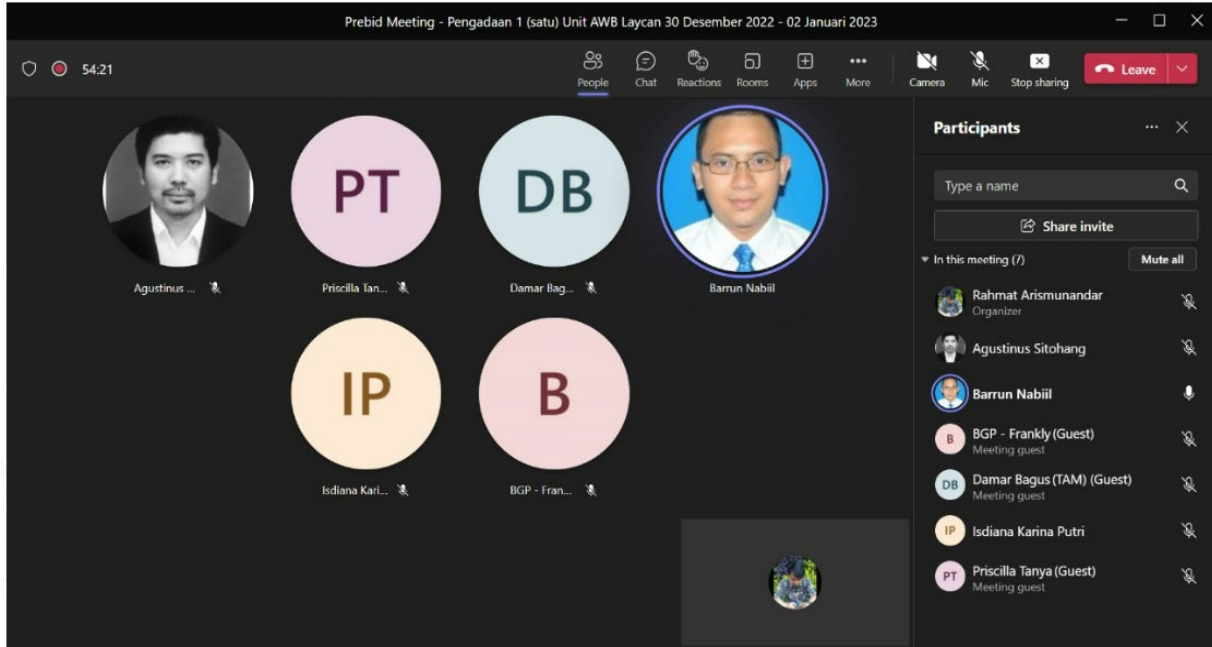 Prebid Meeting - Pengadaan 1 (satu) Unit AWB Laycan 30 Desember 2022 - 02 Januari 2023
54:21
People
Chat
Reactions
Rooms
Apps
More
Camera
Mic
Stop sharing
Leave
PT
DB
Agustinus ...
Priscilla Tan...
Damar Bag...
Barrun Nabiil
IP
B
Isdiana Kari...
BGP - Fran...
Participants
Type a name
Share invite
In this meeting (7)
Mute all
Rahmat Arismunandar
Organizer
Agustinus Sitohang
Barrun Nabiil
B
BGP - Frankly (Guest)
Meeting guest
DB
Damar Bagus (TAM) (Guest)
Meeting guest
IP
Isdiana Karina Putri
PT
Priscilla Tanya (Guest)
Meeting guest